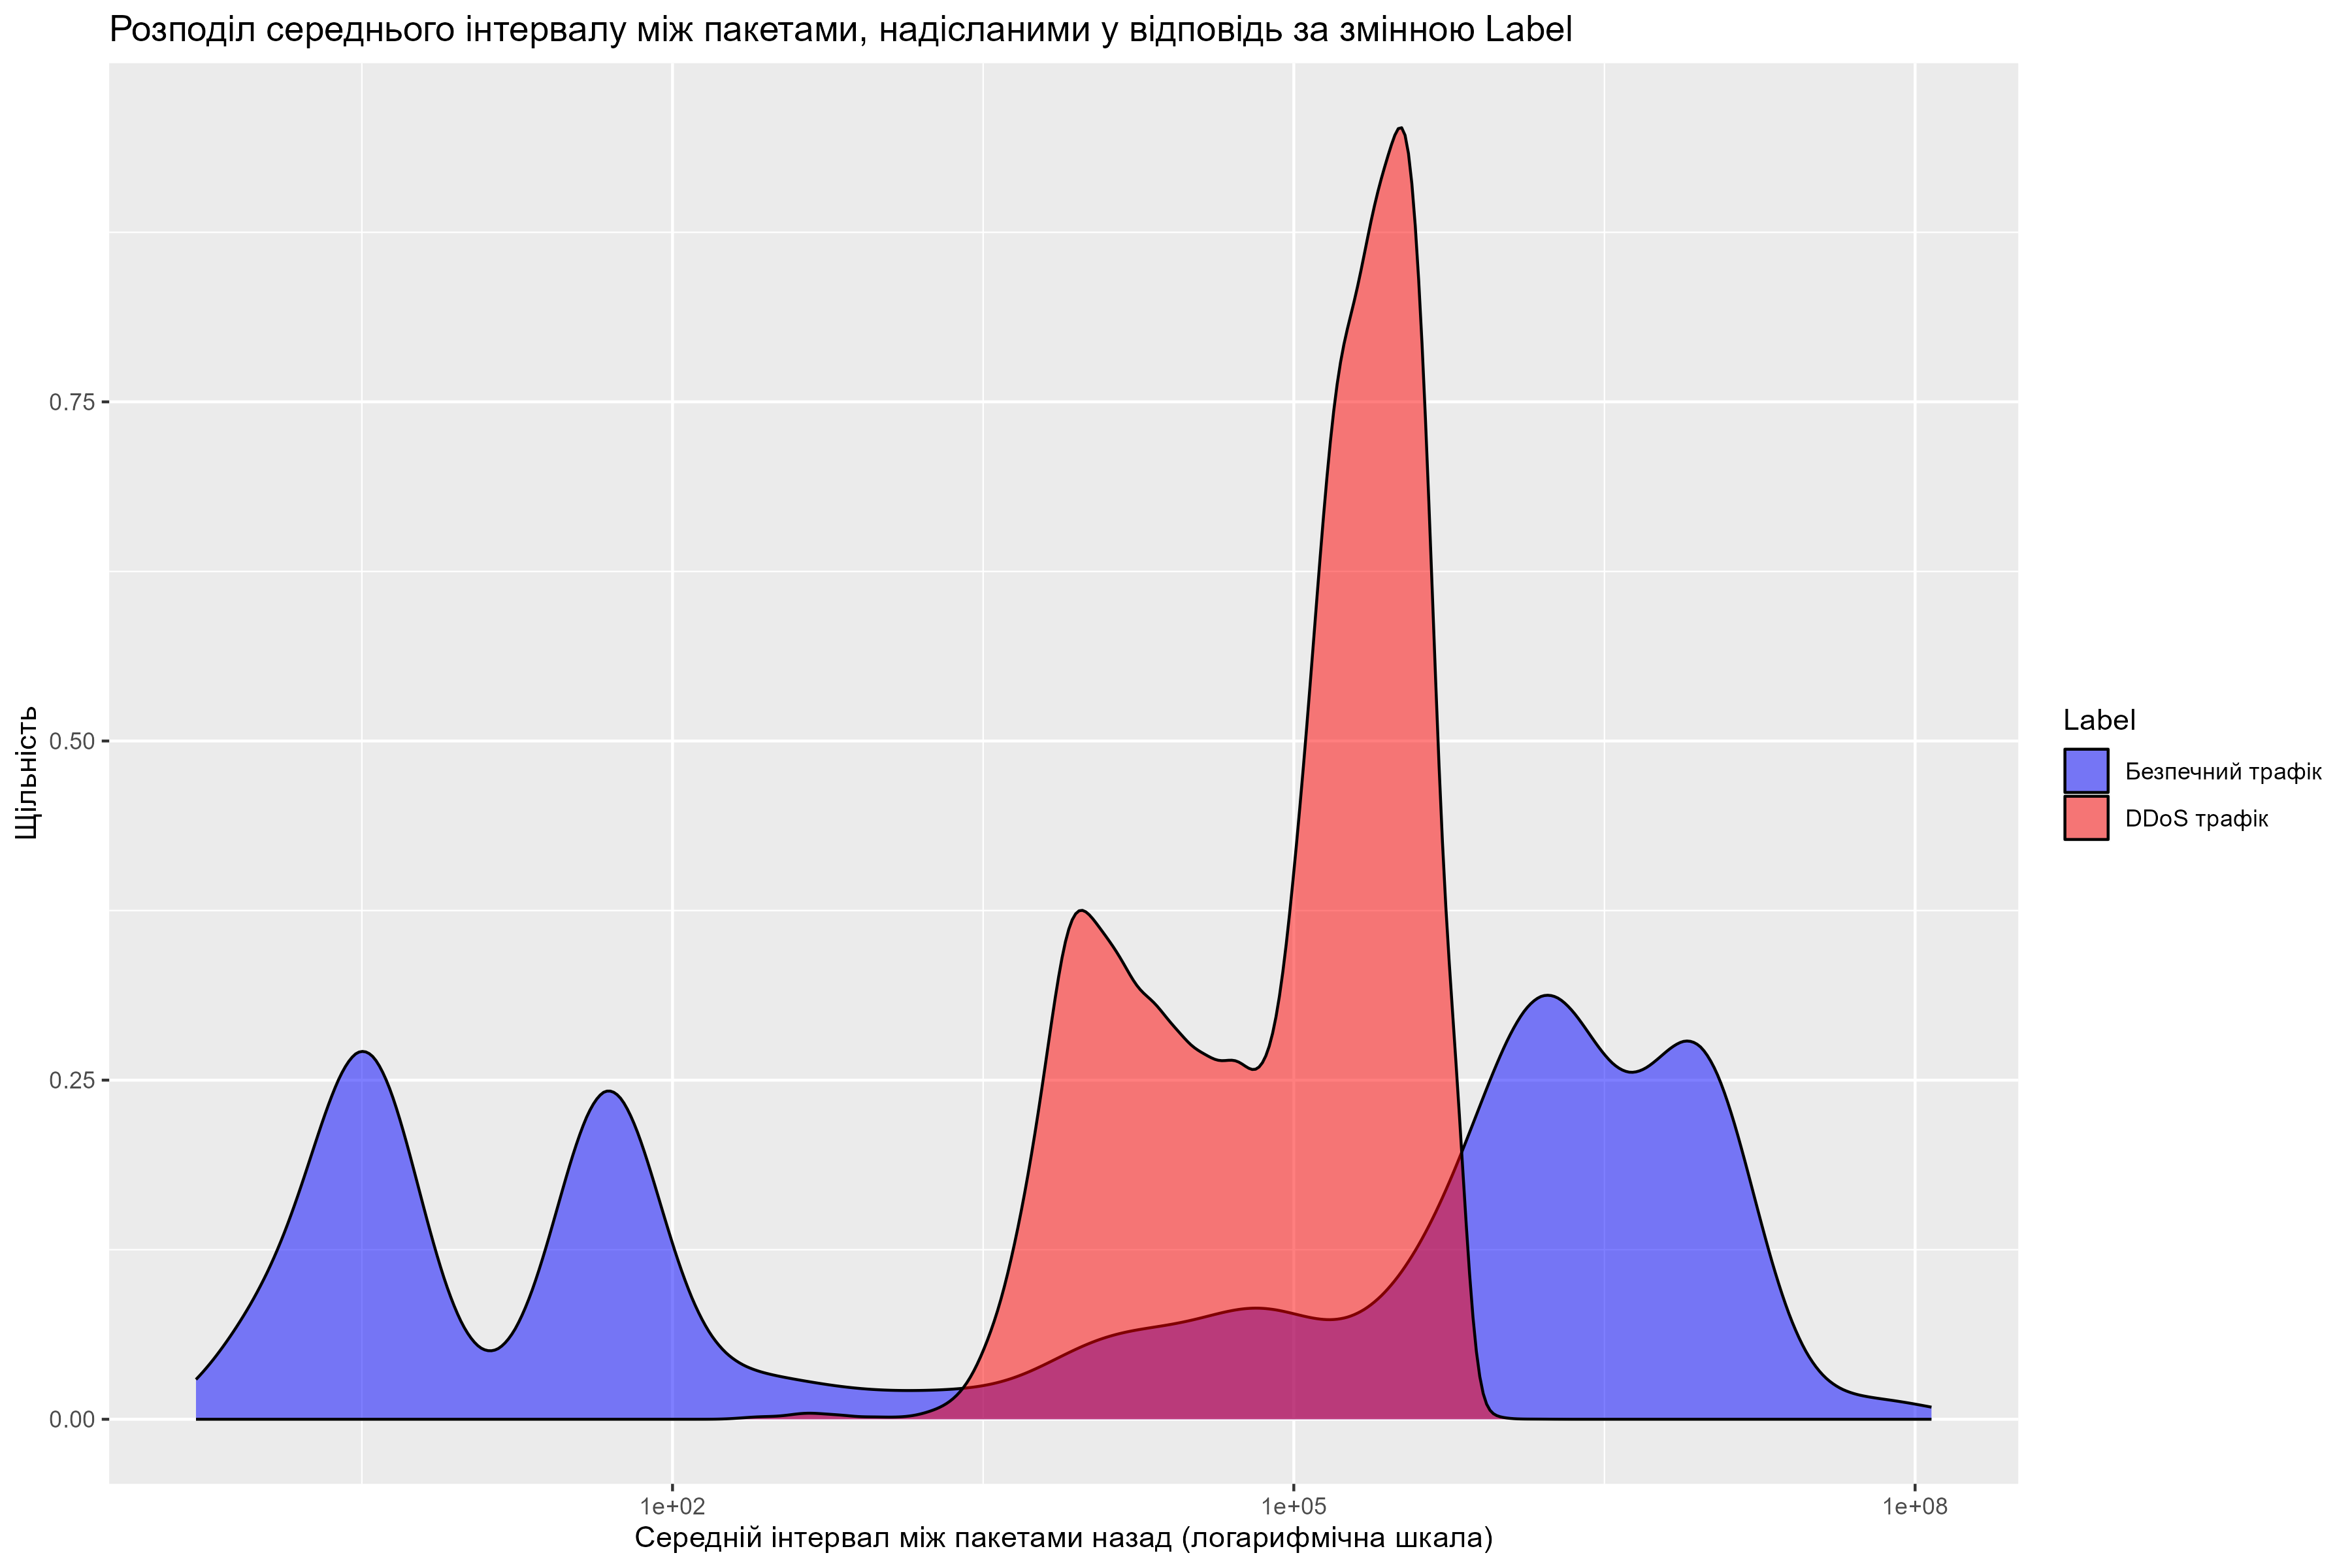 Розподіл середнього інтервалу між пакетами, надісланими у відповідь за змінною Label
Щільність
0.75
0.50
0.25
0.00
1e+02
1e+05
1e+08
Середній інтервал між пакетами назад (логарифмічна шкала)
Label
Безпечний трафік
DDoS трафік